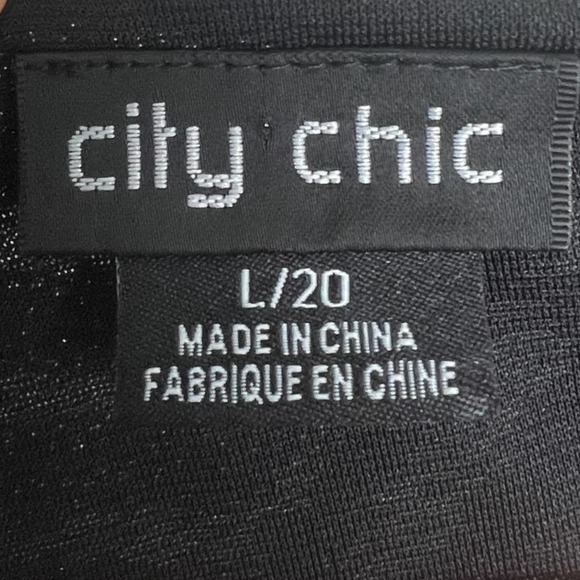 city chic
L/20
MADE IN CHINA
FABRIQUE EN CHINE